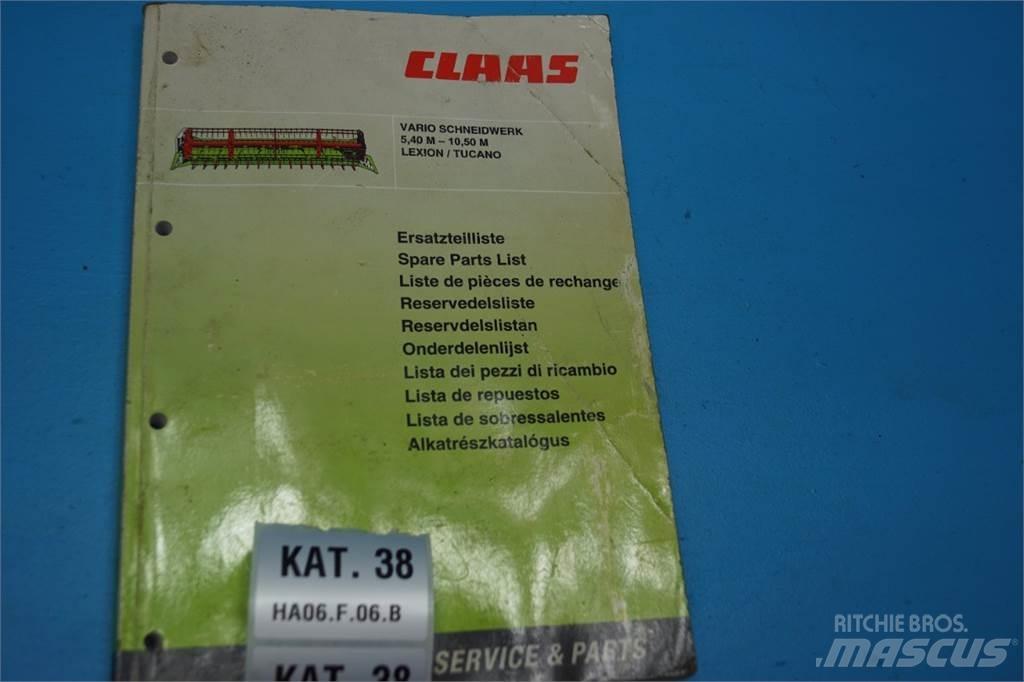 CLAAS
VARIO SCHNEIDWERK
5,40 M – 10,50 M
LEXION / TUCANO
Ersatzteilliste
Spare Parts List
Liste de pièces de rechange
Reservedelsliste
Reservdelslistan
Onderdelenlijst
Lista dei pezzi di ricambio
Lista de repuestos
Lista de sobressalentes
Alkatrészkatalógus
KAT. 38
HA06.F.06.B
KAT. 38
SERVICE & PARTS
RITCHIE BROS.
MASCUS